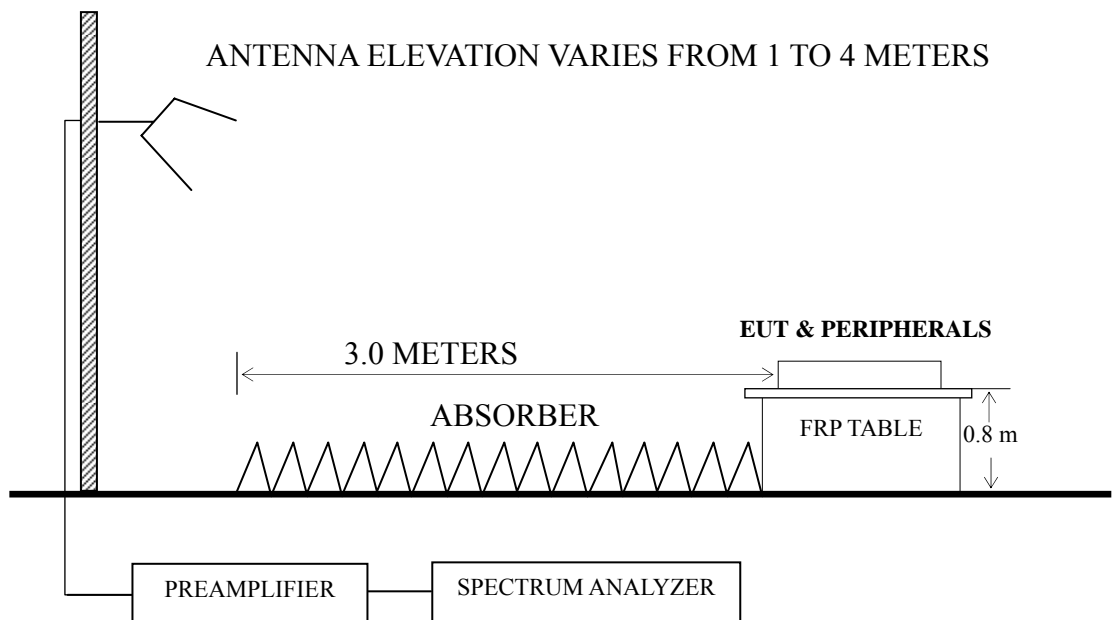 ANTENNA ELEVATION VARIES FROM 1 TO 4 METERS
EUT & PERIPHERALS
3.0 METERS
ABSORBER
FRP TABLE
0.8 m
PREAMPLIFIER
SPECTRUM ANALYZER